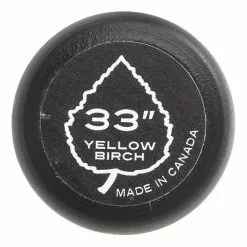 33"
YELLOW
BIRCH
MADE IN CANADA